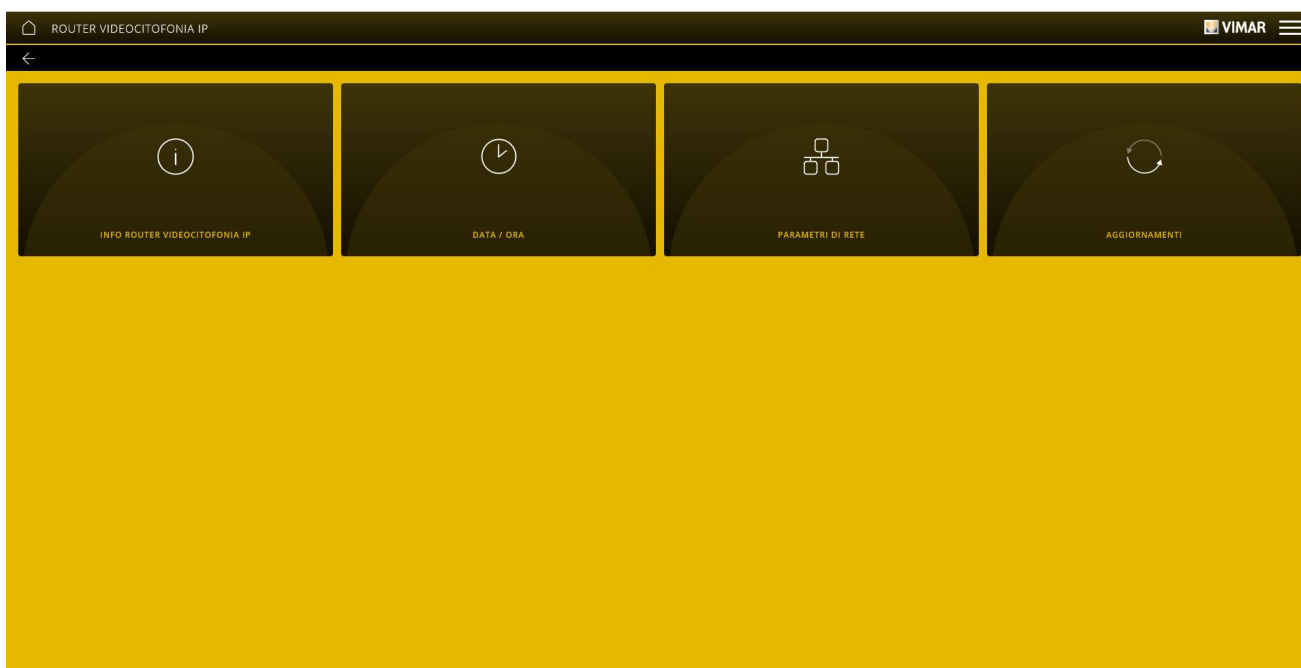 ROUTER VIDEOCITOFONIA IP
VIMAR
INFO ROUTER VIDEOCITOFONIA IP
DATA / ORA
PARAMETRI DI RETE
AGGIORNAMENTI